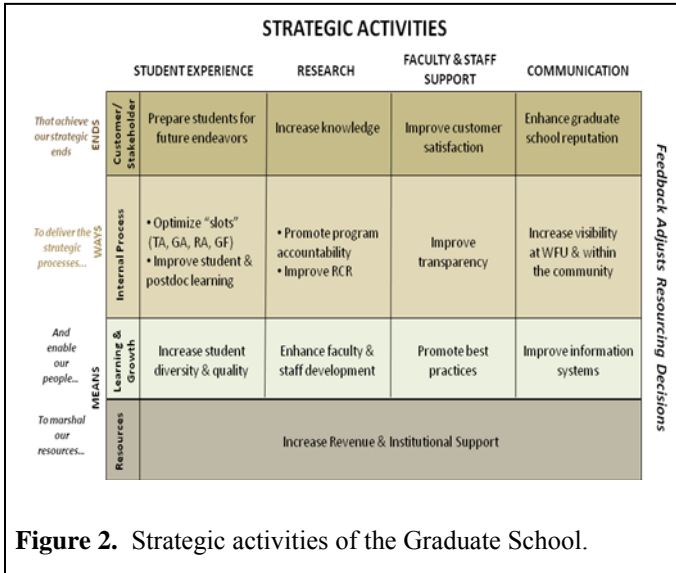 STRATEGIC ACTIVITIES
STUDENT EXPERIENCE
RESEARCH
FACULTY & STAFF
SUPPORT
COMMUNICATION
That achieve
our strategic
ends
ENDS
Customer/
Stakeholder
Prepare students for
future endeavors
Increase knowledge
Improve customer
satisfaction
Enhance graduate
school reputation
To deliver the
strategic
processes...
WAYS
Internal Process
• Optimize "slots"
(TA, GA, RA, GF)
• Improve student &
postdoc learning
• Promote program
accountability
• Improve RCR
Improve
transparency
Increase visibility
at WFU & within
the community
And
enable
our
people...
MEANS
Learning &
Growth
Increase student
diversity & quality
Enhance faculty &
staff development
Promote best
practices
Improve information
systems
To marshal
our
resources...
Resources
Increase Revenue & Institutional Support
Feedback Adjusts Resourcing Decisions
Figure 2. Strategic activities of the Graduate School.